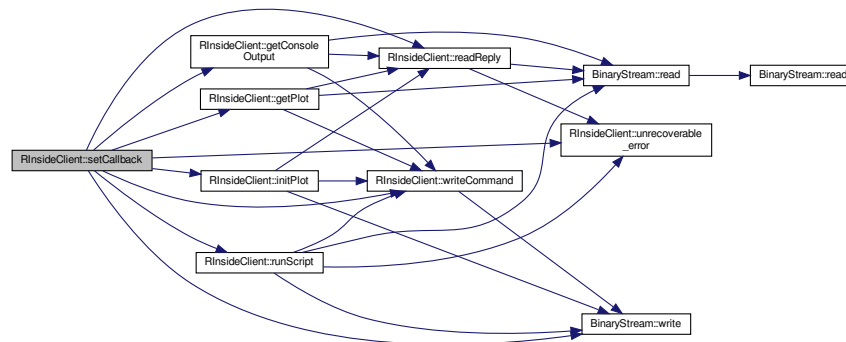 RInsideClient::setCallback
RInsideClient::getConsole
Output
RInsideClient::getPlot
RInsideClient::initPlot
RInsideClient::runScript
RInsideClient::readReply
RInsideClient::writeCommand
BinaryStream::read
RInsideClient::unrecoverable
_error
BinaryStream::write
BinaryStream::read